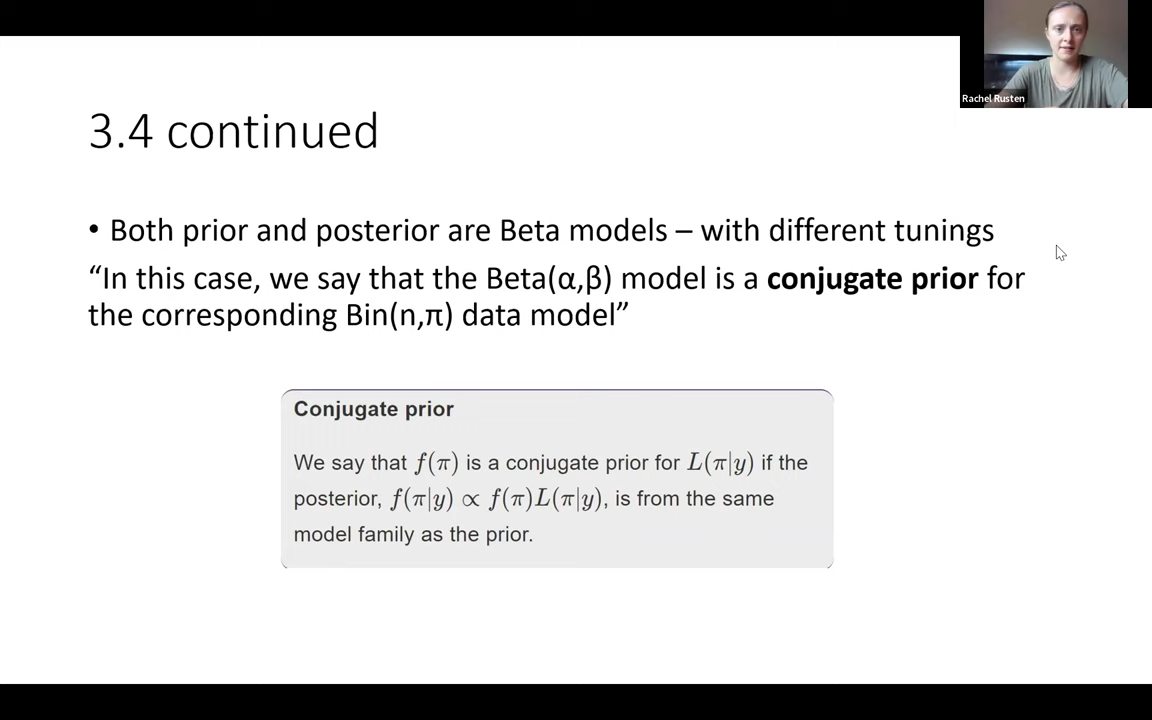 Rachel Rusten
3.4 continued
• Both prior and posterior are Beta models – with different tunings
“In this case, we say that the Beta(α,β) model is a conjugate prior for
the corresponding Bin(n,π) data model”
Conjugate prior
We say that f(π) is a conjugate prior for L(π|y) if the
posterior, f(π|y) ∝ f(π)L(π|y), is from the same
model family as the prior.